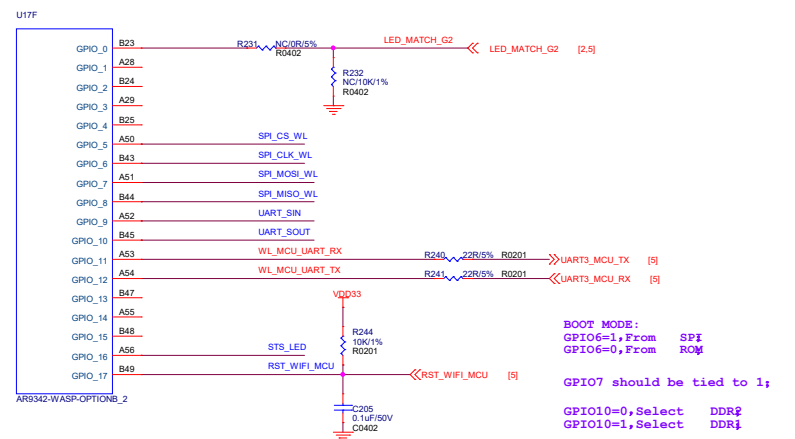 U17F
GPIO_0 B23 R231 NC/0R/5% R0402 LED_MATCH_G2 LED_MATCH_G2 [2,5]
GPIO_1 A28
R232
NC/10K/1%
R0402
GPIO_2 B24
GPIO_3 A29
GPIO_4 B25
GPIO_5 A50 SPI_CS_WL
GPIO_6 B43 SPI_CLK_WL
GPIO_7 A51 SPI_MOSI_WL
GPIO_8 B44 SPI_MISO_WL
GPIO_9 A52 UART_SIN
GPIO_10 B45 UART_SOUT
GPIO_11 A53 WL_MCU_UART_RX R240 22R/5% R0201 UART3_MCU_TX [5]
GPIO_12 A54 WL_MCU_UART_TX R241 22R/5% R0201 UART3_MCU_RX [5]
GPIO_13 B47
VDD33
GPIO_14 A55
GPIO_15 B48
R244
10K/1%
R0201
GPIO_16 A56 STS_LED
GPIO_17 B49 RST_WIFI_MCU RST_WIFI_MCU [5]
AR9342-WASP-OPTIONB_2
C205
0.1uF/50V
C0402
BOOT MODE:
GPIO6=1,From SPI;
GPIO6=0,From ROM;
GPIO7 should be tied to 1;
GPIO10=0,Select DDR2;
GPIO10=1,Select DDR1;